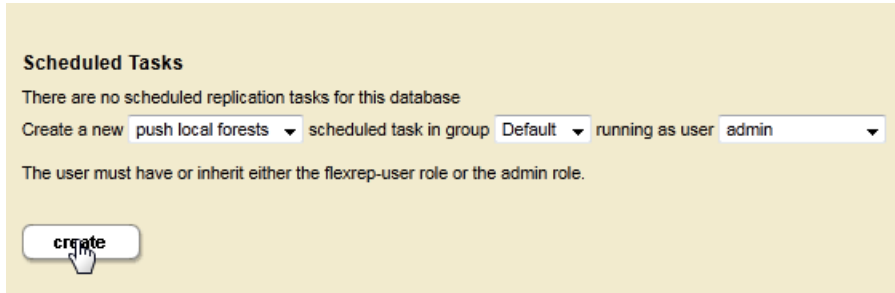 Scheduled Tasks
There are no scheduled replication tasks for this database
Create a new push local forests scheduled task in group Default running as user admin
The user must have or inherit either the flexrep-user role or the admin role.
create